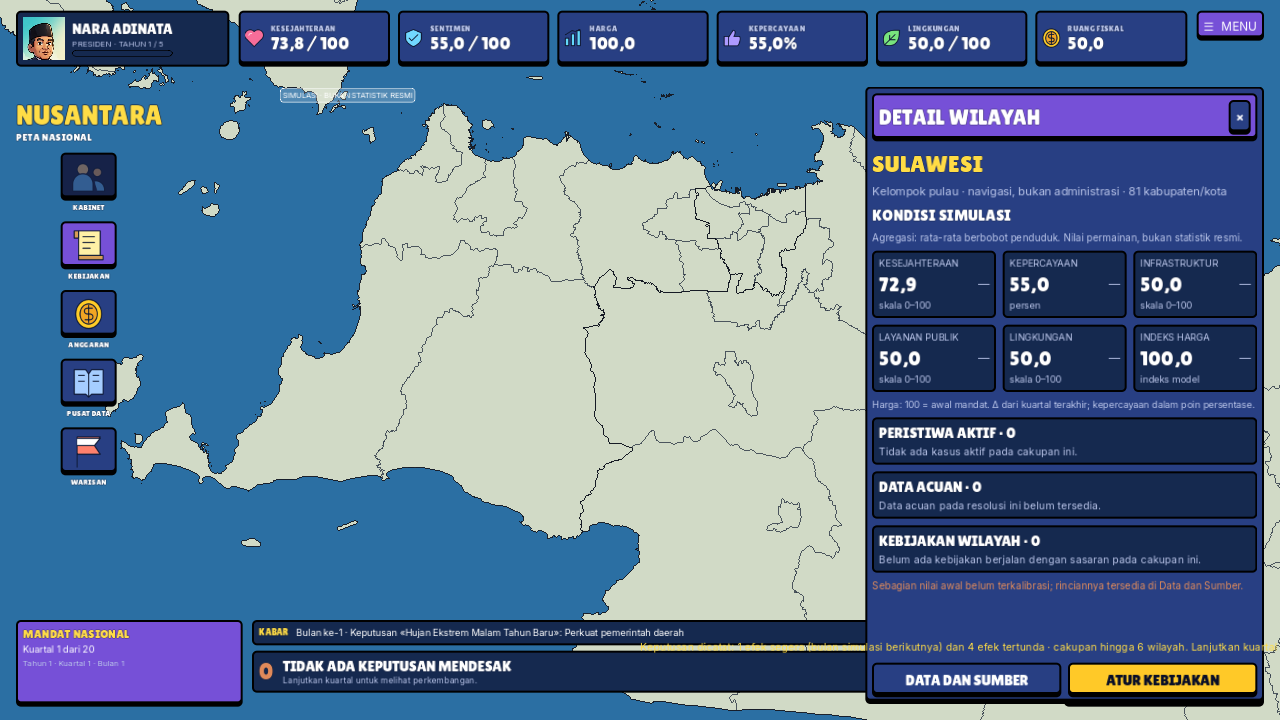 NARA ADINATA
PRESIDEN · TAHUN 1 / 5
KESEJAHTERAAN
73,8 / 100
SENTIMEN
55,0 / 100
HARGA
100,0
KEPERCAYAAN
55,0%
LINGKUNGAN
50,0 / 100
RUANG FISKAL
50,0
☰ MENU
NUSANTARA
PETA NASIONAL
SIMULASI · BUKAN STATISTIK RESMI
KABINET
KEBIJAKAN
ANGGARAN
PUSAT DATA
WARISAN
MANDAT NASIONAL
Kuartal 1 dari 20
Tahun 1 · Kuartal 1 · Bulan 1
KABAR Bulan ke-1 · Keputusan «Hujan Ekstrem Malam Tahun Baru»: Perkuat pemerintah daerah
0 TIDAK ADA KEPUTUSAN MENDESAK
Lanjutkan kuartal untuk melihat perkembangan.
DETAIL WILAYAH ×
SULAWESI
Kelompok pulau · navigasi, bukan administrasi · 81 kabupaten/kota
KONDISI SIMULASI
Agregasi: rata-rata berbobot penduduk. Nilai permainan, bukan statistik resmi.
KESEJAHTERAAN
72,9 —
skala 0–100
KEPERCAYAAN
55,0 —
persen
INFRASTRUKTUR
50,0 —
skala 0–100
LAYANAN PUBLIK
50,0 —
skala 0–100
LINGKUNGAN
50,0 —
skala 0–100
INDEKS HARGA
100,0 —
indeks model
Harga: 100 = awal mandat. Δ dari kuartal terakhir; kepercayaan dalam poin persentase.
PERISTIWA AKTIF · 0
Tidak ada kasus aktif pada cakupan ini.
DATA ACUAN · 0
Data acuan pada resolusi ini belum tersedia.
KEBIJAKAN WILAYAH · 0
Belum ada kebijakan berjalan dengan sasaran pada cakupan ini.
Sebagian nilai awal belum terkalibrasi; rinciannya tersedia di Data dan Sumber.
Keputusan dicatat: 1 efek segera (bulan simulasi berikutnya) dan 4 efek tertunda · cakupan hingga 6 wilayah. Lanjutkan
DATA DAN SUMBER
ATUR KEBIJAKAN